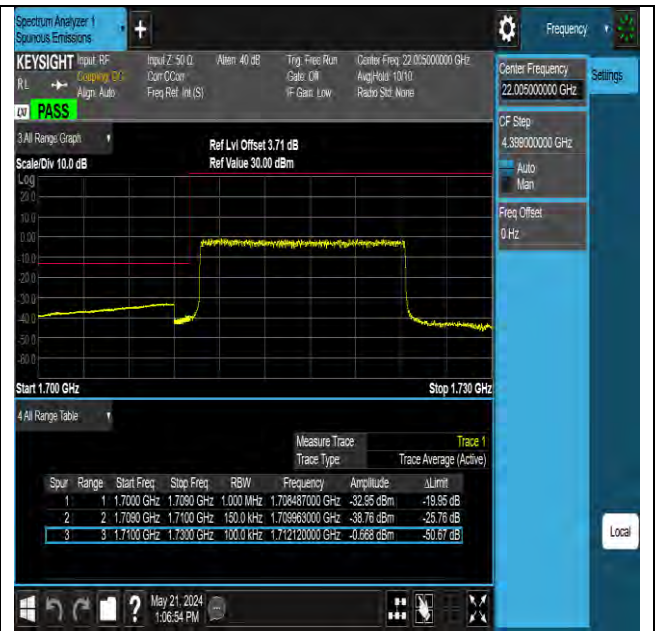 Spectrum Analyzer 1
Spurious Emissions
Frequency
KEYSIGHT Input: RF Input Z: 50 Ω Atten: 40 dB Trig: Free Run Center Freq: 22.005000000 GHz
RL Coupling: DC Corr CCorr Gate: Off Avg|Hold: 10/10
Align: Auto Freq Ref: Int (S) IF Gain: Low Radio Std: None
PASS
3 All Range Graph
Ref Lvl Offset 3.71 dB
Scale/Div 10.0 dB Ref Value 30.00 dBm
Log
20.0
10.0
0.00
-10.0
-20.0
-30.0
-40.0
-50.0
-60.0
Start 1.700 GHz Stop 1.730 GHz
4 All Range Table
Measure Trace Trace 1
Trace Type Trace Average (Active)
Spur Range Start Freq Stop Freq RBW Frequency Amplitude ΔLimit
1 1 1.7000 GHz 1.7090 GHz 1.000 MHz 1.708487000 GHz -32.95 dBm -19.95 dB
2 2 1.7090 GHz 1.7100 GHz 150.0 kHz 1.709963000 GHz -38.76 dBm -25.76 dB
3 3 1.7100 GHz 1.7300 GHz 100.0 kHz 1.712120000 GHz -0.668 dBm -50.67 dB
May 21, 2024
1:06:54 PM
Center Frequency
22.005000000 GHz
Settings
CF Step
4.399000000 GHz
Auto
Man
Freq Offset
0 Hz
Local